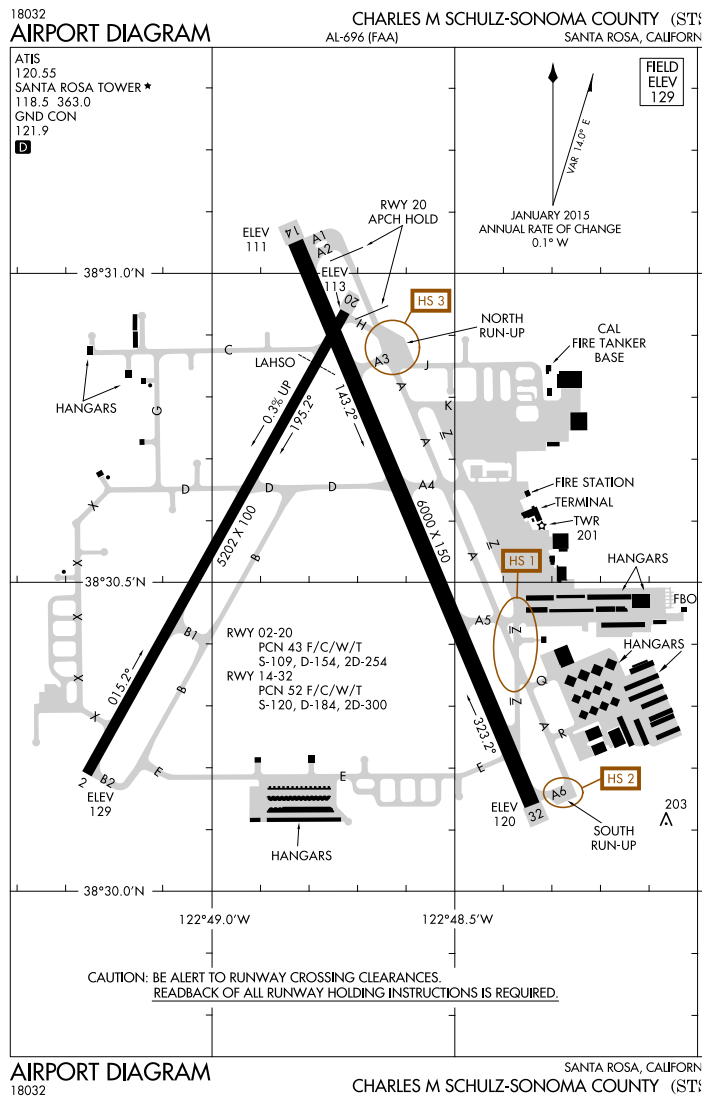 18032
AIRPORT DIAGRAM
CHARLES M SCHULZ-SONOMA COUNTY (STS
AL-696 (FAA)
SANTA ROSA, CALIFORN
ATIS
120.55
SANTA ROSA TOWER ★
118.5 363.0
GND CON
121.9
D
FIELD
ELEV
129
VAR 14.0° E
JANUARY 2015
ANNUAL RATE OF CHANGE
0.1° W
RWY 20
APCH HOLD
14
A1
A2
ELEV
111
38°31.0'N
ELEV
113
20
H
HS 3
NORTH
RUN-UP
CAL
FIRE TANKER
BASE
C
LAHSO
A3
J
A
HANGARS
G
0.3% UP
195.2°
143.2°
K
A
Z
X
D
D
D
A4
FIRE STATION
TERMINAL
TWR
201
5202 X 100
6000 X 150
B
A
Z
X
HS 1
HANGARS
38°30.5'N
FBO
X
B1
A5
Z
RWY 02-20
PCN 43 F/C/W/T
S-109, D-154, 2D-254
RWY 14-32
PCN 52 F/C/W/T
S-120, D-184, 2D-300
HANGARS
X
015.2°
B
Q
Z
A
R
323.2°
X
2
B2
E
E
E
ELEV
129
HS 2
A6
ELEV
120
32
203
SOUTH
RUN-UP
HANGARS
38°30.0'N
122°49.0'W
122°48.5'W
CAUTION: BE ALERT TO RUNWAY CROSSING CLEARANCES.
READBACK OF ALL RUNWAY HOLDING INSTRUCTIONS IS REQUIRED.
AIRPORT DIAGRAM
18032
SANTA ROSA, CALIFORN
CHARLES M SCHULZ-SONOMA COUNTY (STS